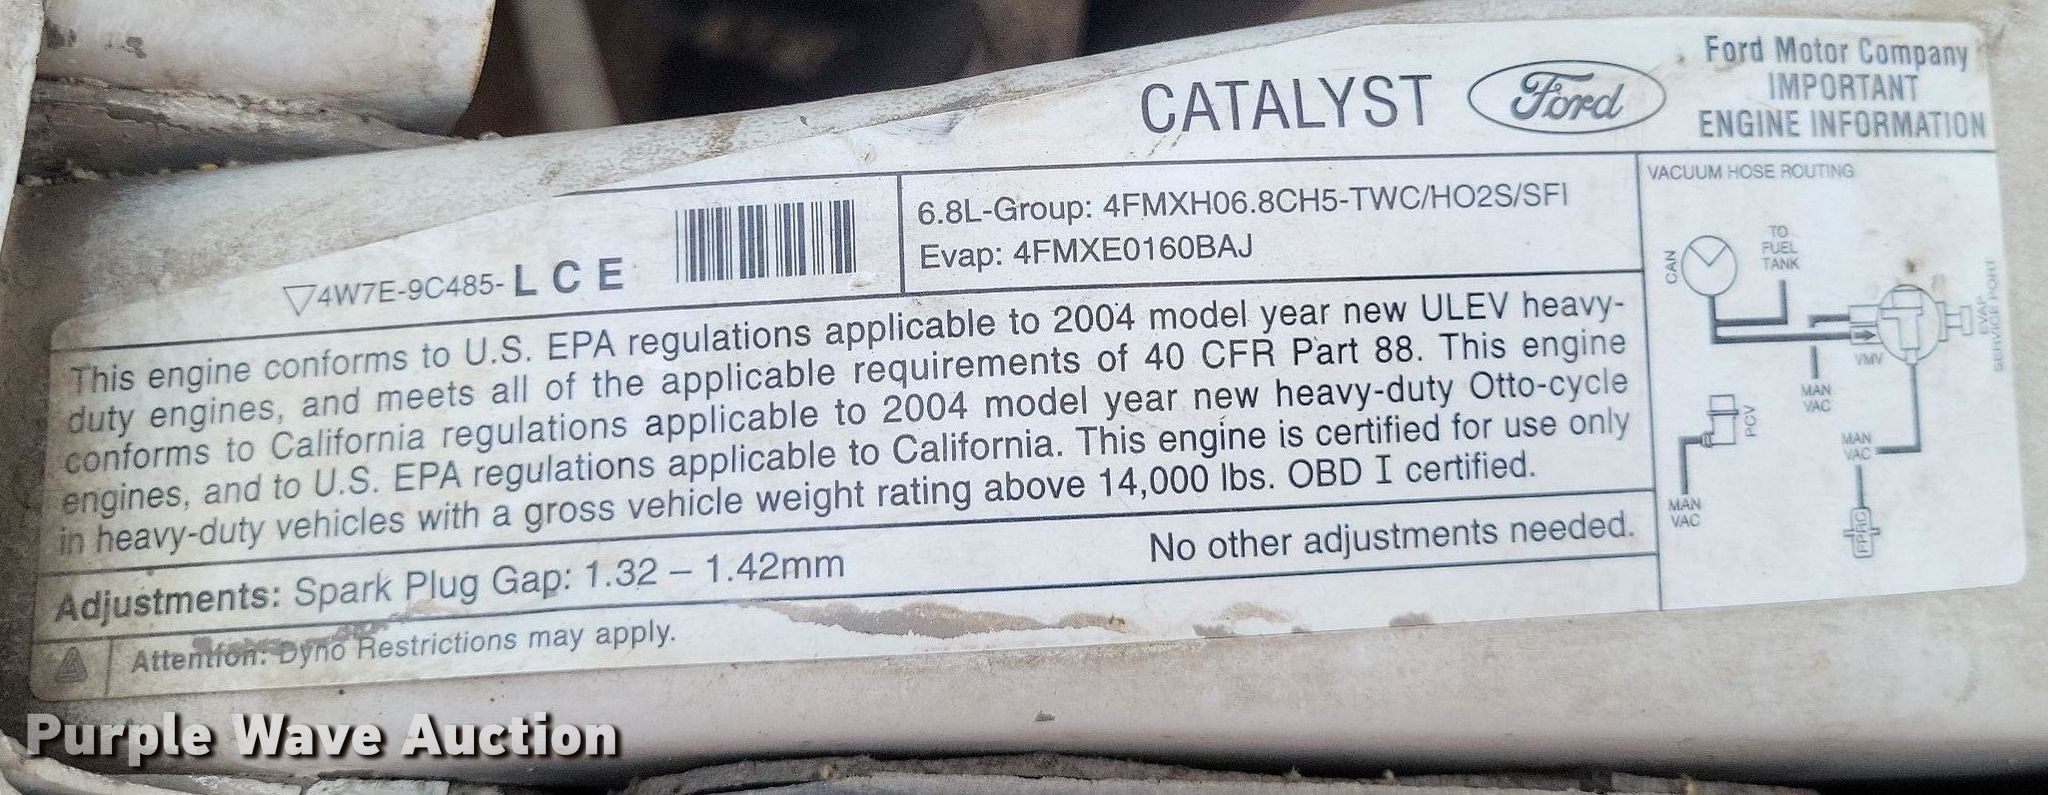 CATALYST
Ford
Ford Motor Company
IMPORTANT
ENGINE INFORMATION
4W7E-9C485-LCE
6.8L-Group: 4FMXH06.8CH5-TWC/HO2S/SFI
Evap: 4FMXE0160BAJ
This engine conforms to U.S. EPA regulations applicable to 2004 model year new ULEV heavy-
duty engines, and meets all of the applicable requirements of 40 CFR Part 88. This engine
conforms to California regulations applicable to 2004 model year new heavy-duty Otto-cycle
engines, and to U.S. EPA regulations applicable to California. This engine is certified for use only
in heavy-duty vehicles with a gross vehicle weight rating above 14,000 lbs. OBD I certified.
Adjustments: Spark Plug Gap: 1.32 – 1.42mm
No other adjustments needed.
Attention: Dyno Restrictions may apply.
VACUUM HOSE ROUTING
CAN
TO
FUEL
TANK
EVAP
SERVICE PORT
VMV
MAN
VAC
PCV
MAN
VAC
MAN
VAC
FPRC
Purple Wave Auction